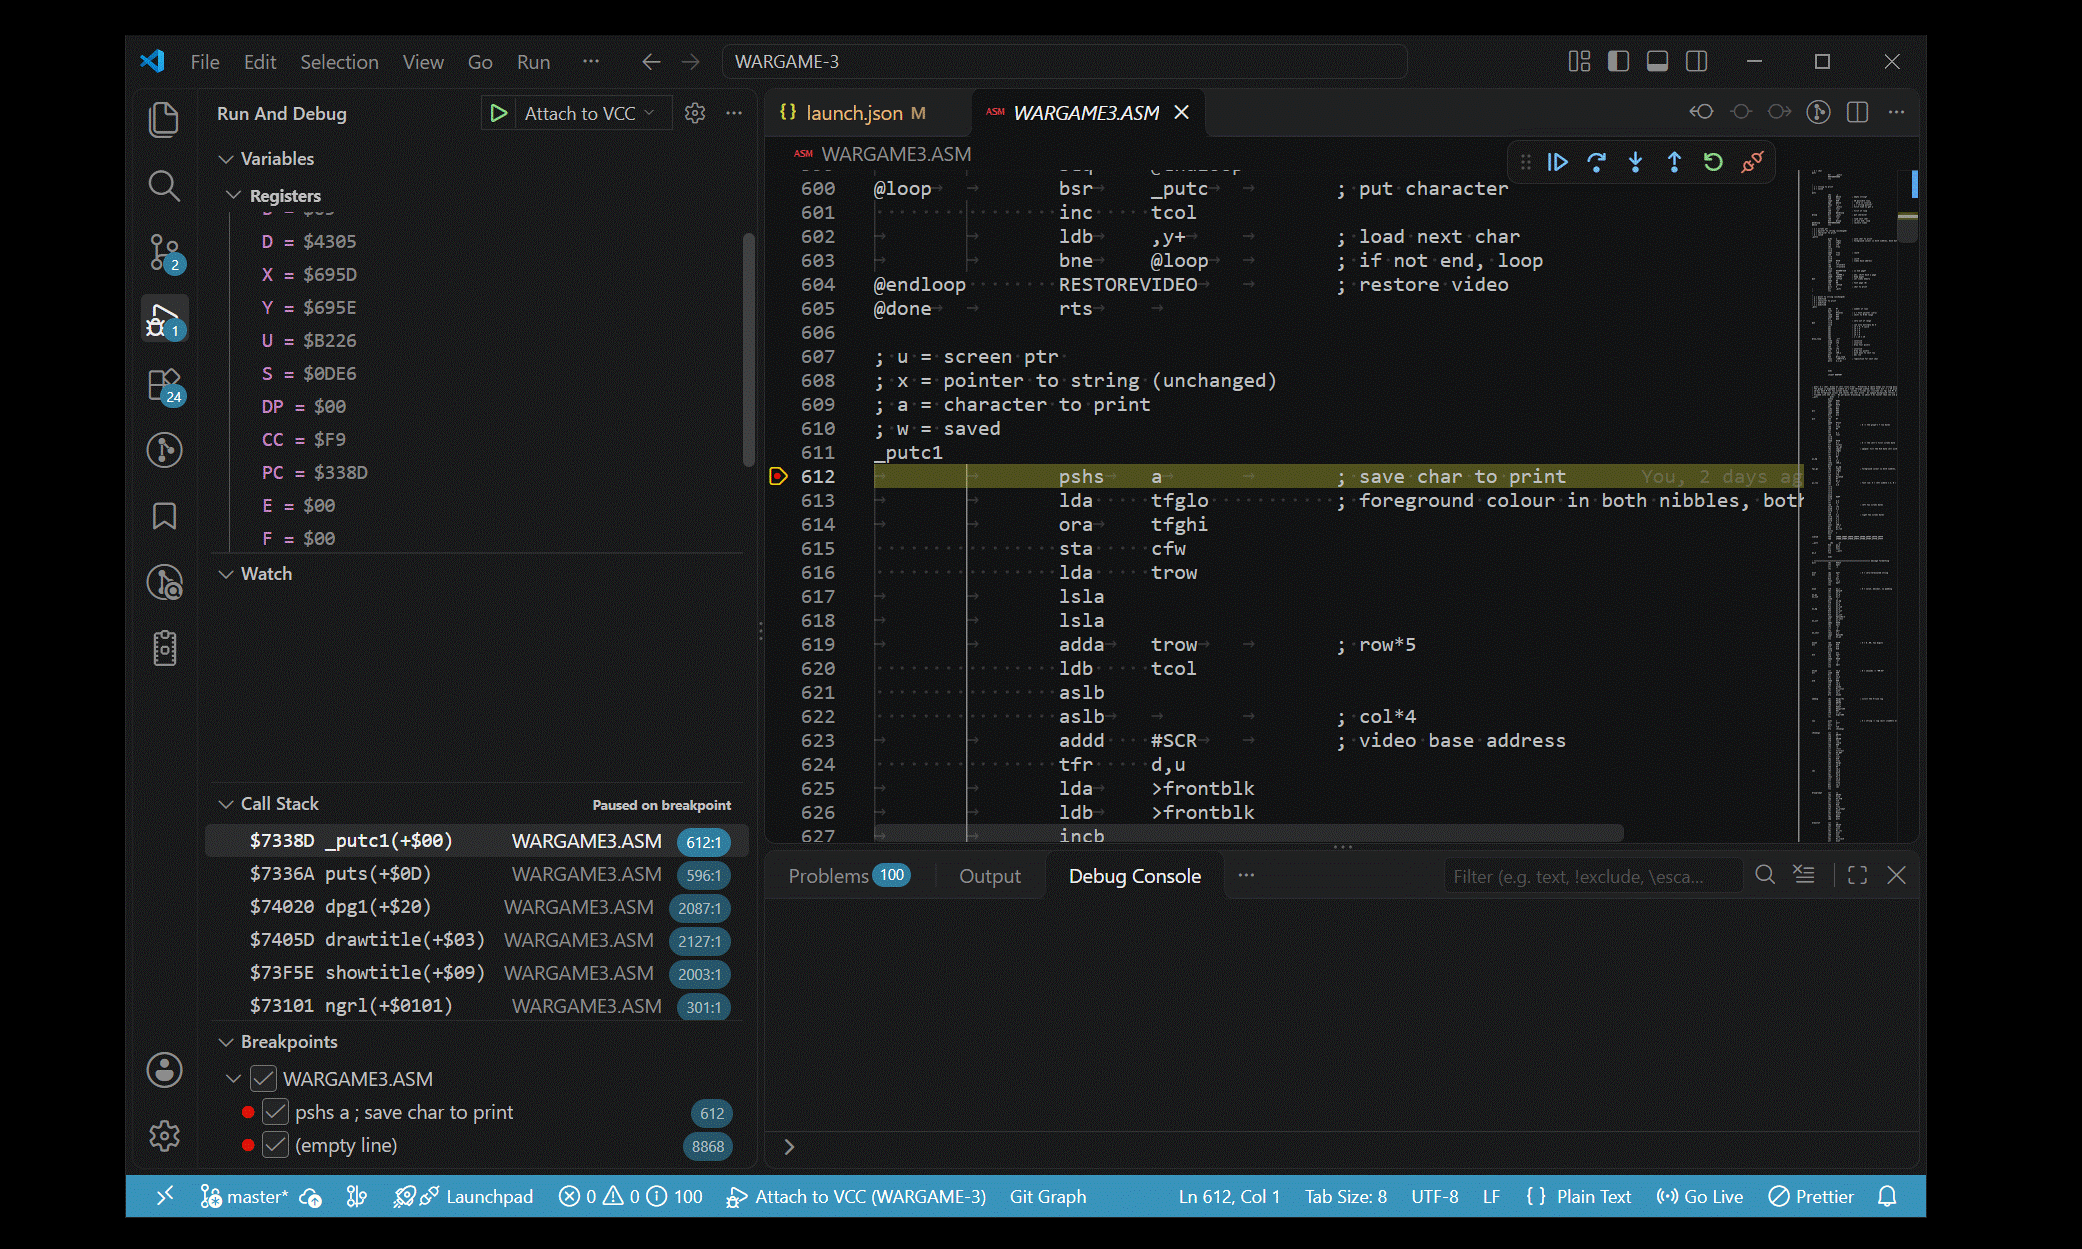 File Edit Selection View Go Run ··· WARGAME-3
Run And Debug Attach to VCC
Variables
Registers
D = $4305
X = $695D
Y = $695E
U = $B226
S = $0DE6
DP = $00
CC = $F9
PC = $338D
E = $00
F = $00
Watch
Call Stack Paused on breakpoint
$7338D _putc1(+$00) WARGAME3.ASM 612:1
$7336A puts(+$0D) WARGAME3.ASM 596:1
$74020 dpg1(+$20) WARGAME3.ASM 2087:1
$7405D drawtitle(+$03) WARGAME3.ASM 2127:1
$73F5E showtitle(+$09) WARGAME3.ASM 2003:1
$73101 ngrl(+$0101) WARGAME3.ASM 301:1
Breakpoints
WARGAME3.ASM
pshs a ; save char to print 612
(empty line) 8868
2
1
24
{} launch.json M ASM WARGAME3.ASM
ASM WARGAME3.ASM
600 @loop bsr _putc ; put character
601 inc tcol
602 ldb ,y+ ; load next char
603 bne @loop ; if not end, loop
604 @endloop RESTOREVIDEO ; restore video
605 @done rts
606
607 ; u = screen ptr
608 ; x = pointer to string (unchanged)
609 ; a = character to print
610 ; w = saved
611 _putc1
612 pshs a ; save char to print You, 2 days ag
613 lda tfglo ; foreground colour in both nibbles, both
614 ora tfghi
615 sta cfw
616 lda trow
617 lsla
618 lsla
619 adda trow ; row*5
620 ldb tcol
621 aslb
622 aslb ; col*4
623 addd #SCR ; video base address
624 tfr d,u
625 lda >frontblk
626 ldb >frontblk
627 incb
Problems 100 Output Debug Console ··· Filter (e.g. text, !exclude, \esca...
master* Launchpad 0 0 100 Attach to VCC (WARGAME-3) Git Graph Ln 612, Col 1 Tab Size: 8 UTF-8 LF {} Plain Text Go Live Prettier